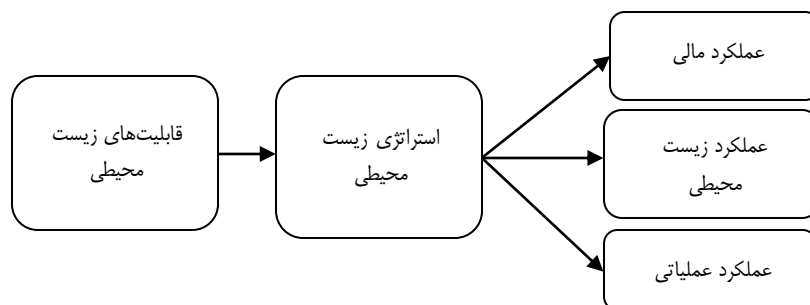 قابلیت‌های زیست
محیطی
استراتژی زیست
محیطی
عملکرد مالی
عملکرد زیست
محیطی
عملکرد عملیاتی